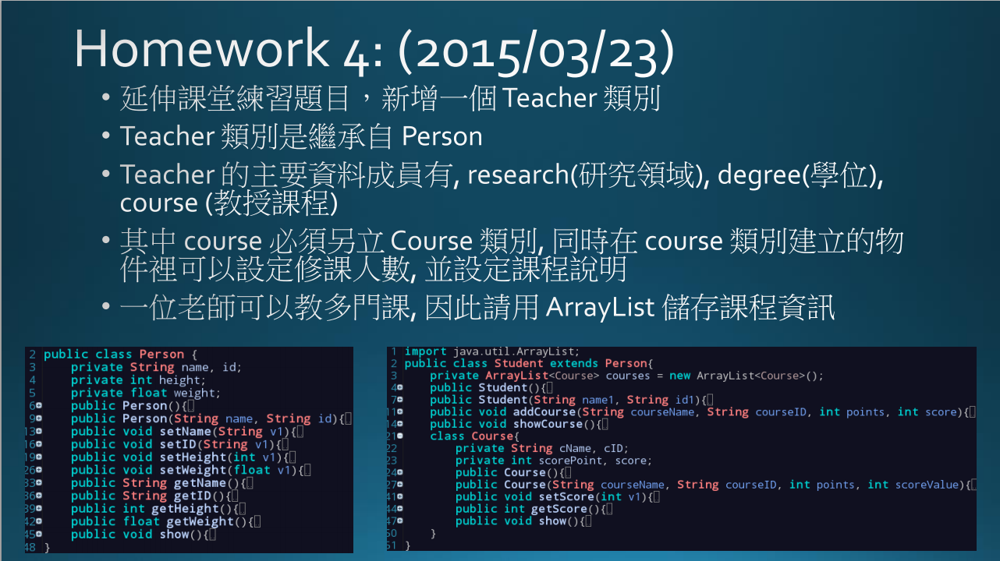 Homework 4: (2015/03/23)
• 延伸課堂練習題目，新增一個 Teacher 類別
• Teacher 類別是繼承自 Person
• Teacher 的主要資料成員有, research(研究領域), degree(學位),
course (教授課程)
• 其中 course 必須另立 Course 類別, 同時在 course 類別建立的物
件裡可以設定修課人數, 並設定課程說明
• 一位老師可以教多門課, 因此請用 ArrayList 儲存課程資訊
2 public class Person {
3 private String name, id;
4 private int height;
5 private float weight;
6 public Person(){
9 public Person(String name, String id){
13 public void setName(String v1){
16 public void setID(String v1){
19 public void setHeight(int v1){
26 public void setWeight(float v1){
33 public String getName(){
36 public String getID(){
39 public int getHeight(){
42 public float getWeight(){
45 public void show(){
48 }
1 import java.util.ArrayList;
2 public class Student extends Person{
3 private ArrayList<Course> courses = new ArrayList<Course>();
4 public Student(){
7 public Student(String name1, String id1){
11 public void addCourse(String courseName, String courseID, int points, int score){
14 public void showCourse(){
21 class Course{
22 private String cName, cID;
23 private int scorePoint, score;
24 public Course(){
27 public Course(String courseName, String courseID, int points, int scoreValue){
41 public void setScore(int v1){
44 public int getScore(){
47 public void show(){
50 }
51 }